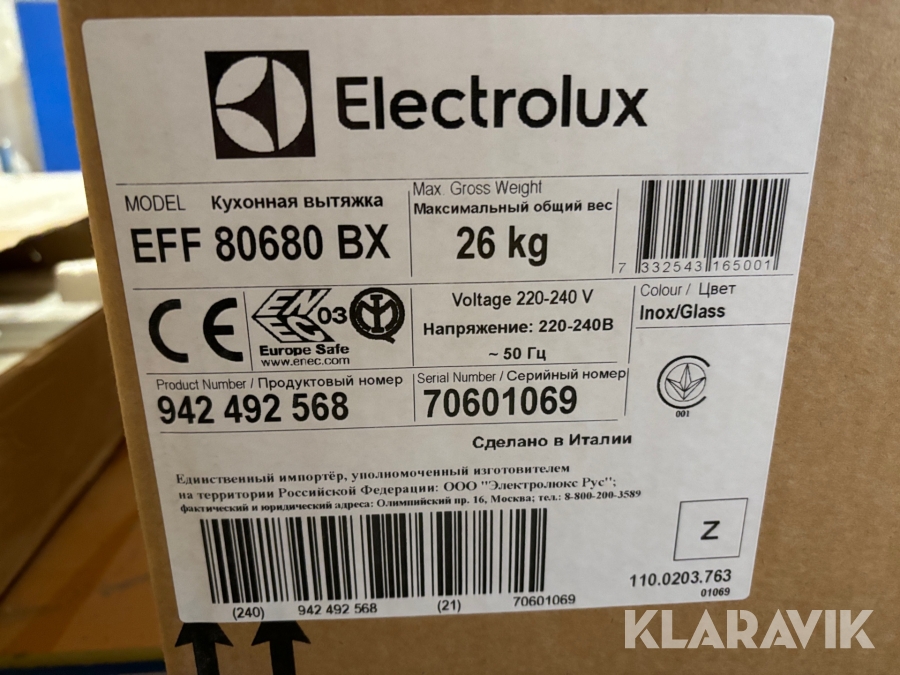 Electrolux
MODEL Кухонная вытяжка
EFF 80680 BX
Max. Gross Weight
Максимальный общий вес
26 kg
7 332543 165001
CE
ENEC 03
Europe Safe
www.enec.com
Voltage 220-240 V
Напряжение: 220-240В
~ 50 Гц
Colour / Цвет
Inox/Glass
001
Product Number / Продуктовый номер
942 492 568
Serial Number / Серийный номер
70601069
Сделано в Италии
Единственный импортёр, уполномоченный изготовителем
на территории Российской Федерации: ООО "Электролюкс Рус";
фактический и юридический адреса: Олимпийский пр. 16, Москва; тел.: 8-800-200-3589
Z
110.0203.763
01069
(240) 942 492 568 (21) 70601069
KLARAVIK